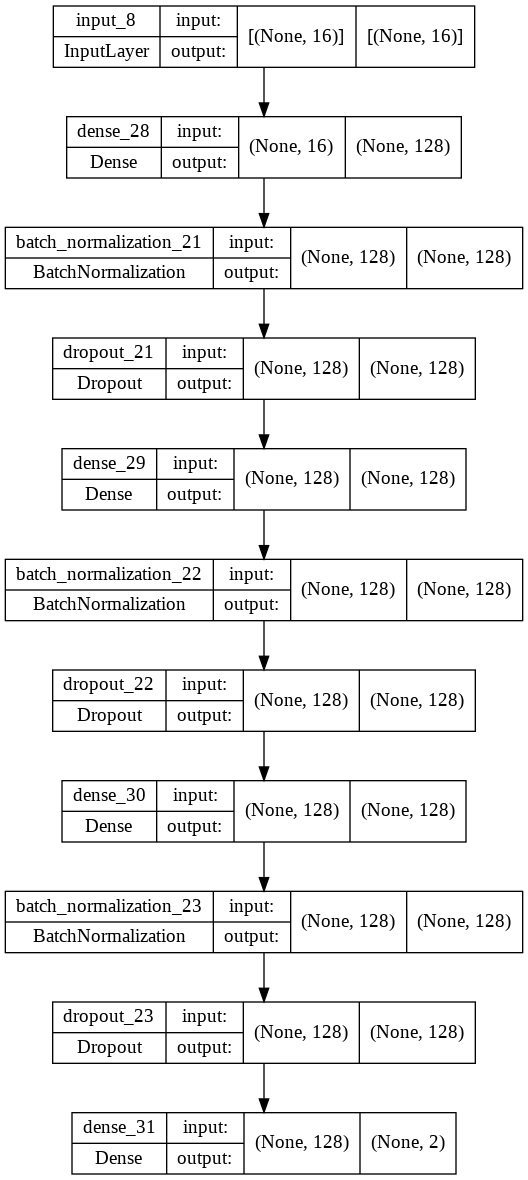 input_8 input: [(None, 16)] [(None, 16)]
InputLayer output:
dense_28 input: (None, 16) (None, 128)
Dense output:
batch_normalization_21 input: (None, 128) (None, 128)
BatchNormalization output:
dropout_21 input: (None, 128) (None, 128)
Dropout output:
dense_29 input: (None, 128) (None, 128)
Dense output:
batch_normalization_22 input: (None, 128) (None, 128)
BatchNormalization output:
dropout_22 input: (None, 128) (None, 128)
Dropout output:
dense_30 input: (None, 128) (None, 128)
Dense output:
batch_normalization_23 input: (None, 128) (None, 128)
BatchNormalization output:
dropout_23 input: (None, 128) (None, 128)
Dropout output:
dense_31 input: (None, 128) (None, 2)
Dense output: